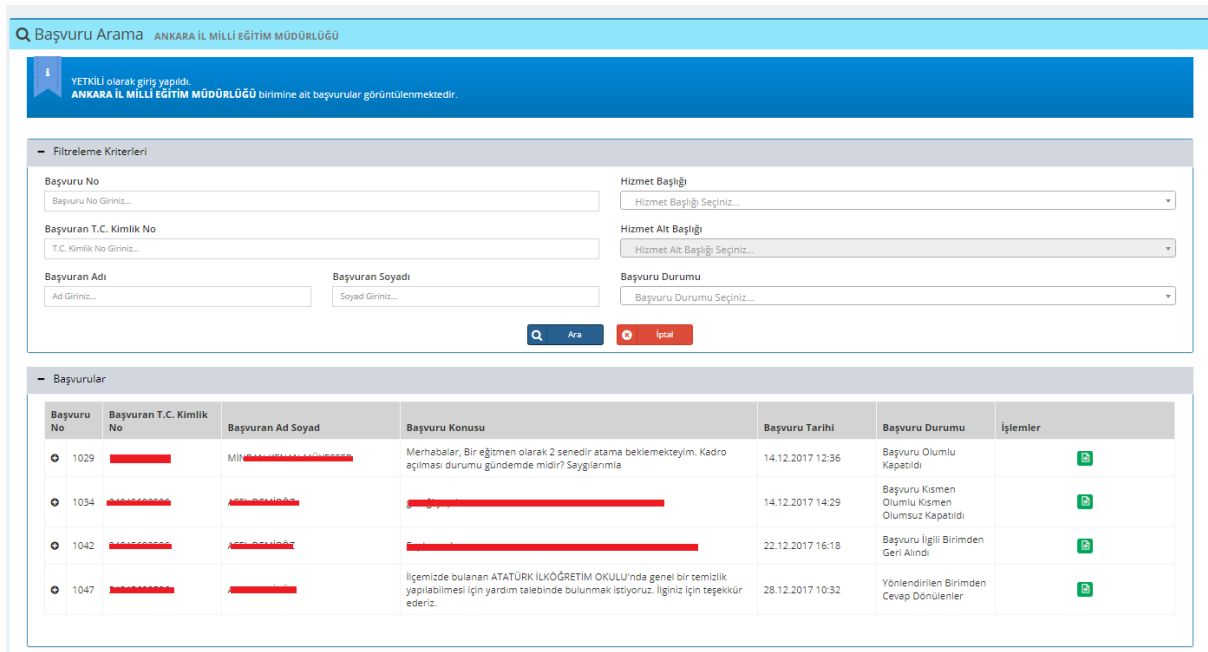 Başvuru Arama ANKARA İL MİLLİ EĞİTİM MÜDÜRLÜĞÜ
YETKİLİ olarak giriş yapıldı.
ANKARA İL MİLLİ EĞİTİM MÜDÜRLÜĞÜ birimine ait başvurular görüntülenmektedir.
Filtreleme Kriterleri
Başvuru No
Başvuru No Giriniz...
Hizmet Başlığı
Hizmet Başlığı Seçiniz...
Başvuran T.C. Kimlik No
T.C. Kimlik No Giriniz...
Hizmet Alt Başlığı
Hizmet Alt Başlığı Seçiniz...
Başvuran Adı
Ad Giriniz...
Başvuran Soyadı
Soyad Giriniz...
Başvuru Durumu
Başvuru Durumu Seçiniz...
Ara
İptal
Başvurular
Başvuru No
Başvuran T.C. Kimlik No
Başvuran Ad Soyad
Başvuru Konusu
Başvuru Tarihi
Başvuru Durumu
İşlemler
1029
Merhabalar, Bir eğitmen olarak 2 senedir atama beklemekteyim. Kadro
açılması durumu gündemde midir? Saygılarımla
14.12.2017 12:36
Başvuru Olumlu
Kapatıldı
1034
14.12.2017 14:29
Başvuru Kısmen
Olumlu Kısmen
Olumsuz Kapatıldı
1042
22.12.2017 16:18
Başvuru İlgili Birimden
Geri Alındı
1047
İlçemizde bulanan ATATÜRK İLKÖĞRETİM OKULU'nda genel bir temizlik
yapılabilmesi için yardım talebinde bulunmak istiyoruz. İlginiz için teşekkür
ederiz.
28.12.2017 10:32
Yönlendirilen Birimden
Cevap Dönülenler